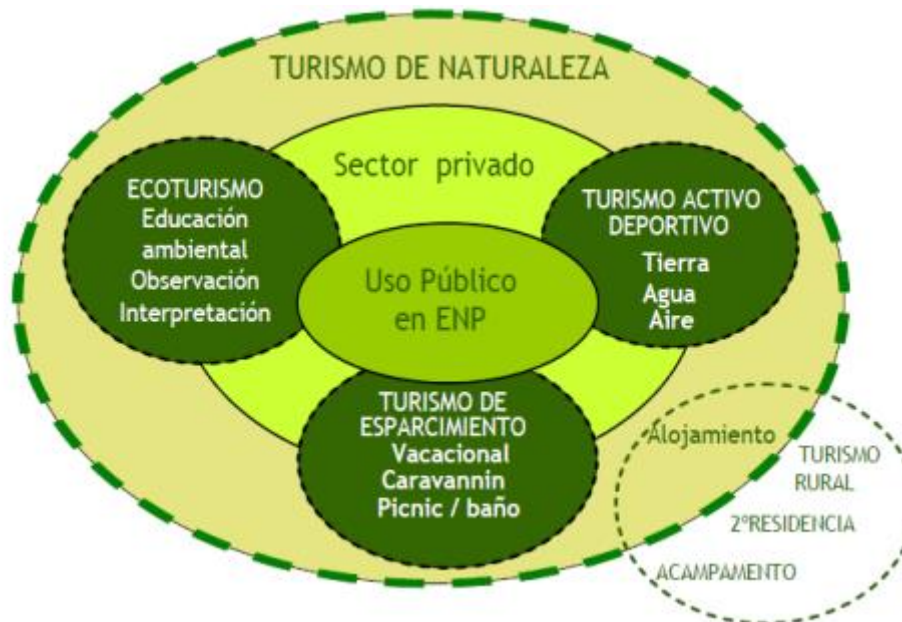 TURISMO DE NATURALEZA
Sector privado
ECOTURISMO
Educación
ambiental
Observación
Interpretación
TURISMO ACTIVO
DEPORTIVO
Tierra
Agua
Aire
Uso Público
en ENP
TURISMO DE
ESPARCIMIENTO
Vacacional
Caravannin
Picnic / baño
Alojamiento
TURISMO
RURAL
2ºRESIDENCIA
ACAMPAMENTO